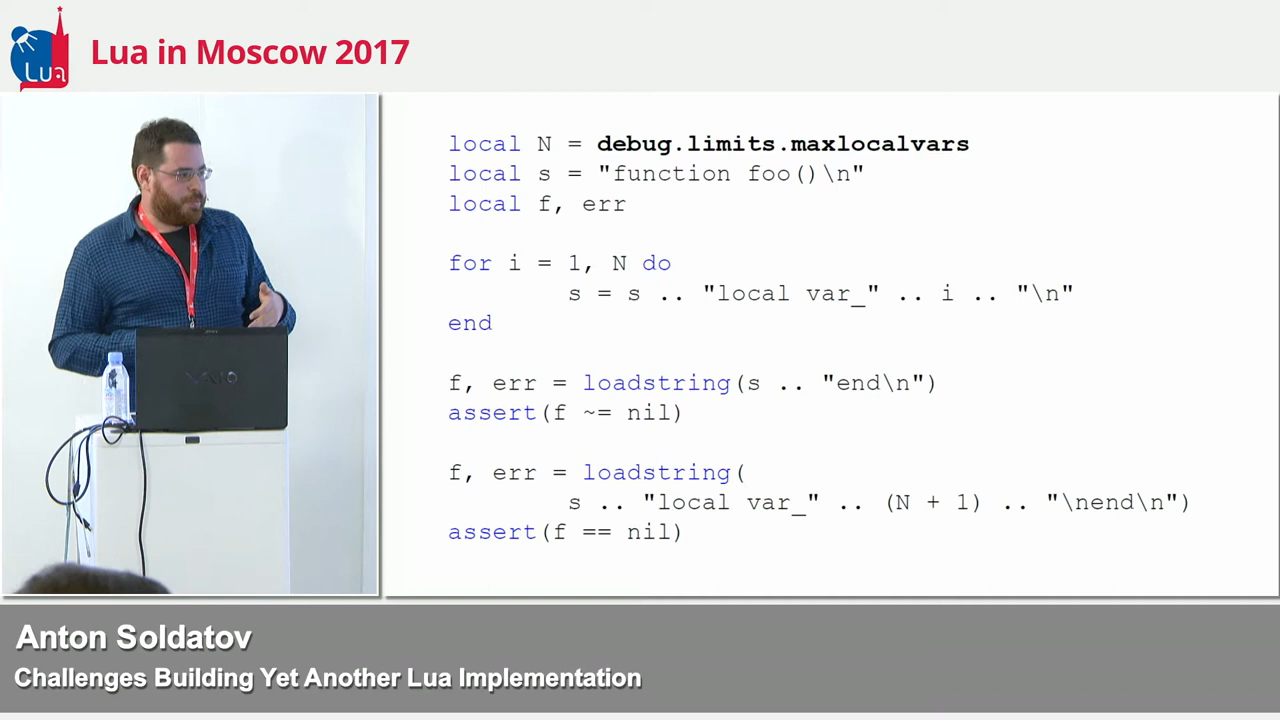 Lua
Lua in Moscow 2017
local N = debug.limits.maxlocalvars
local s = "function foo()\n"
local f, err
for i = 1, N do
s = s .. "local var_" .. i .. "\n"
end
f, err = loadstring(s .. "end\n")
assert(f ~= nil)
f, err = loadstring(
s .. "local var_" .. (N + 1) .. "\nend\n")
assert(f == nil)
VAIO
Anton Soldatov
Challenges Building Yet Another Lua Implementation